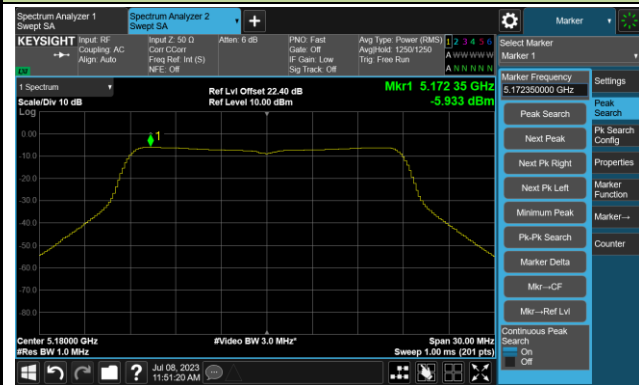 Spectrum Analyzer 1
Swept SA
Spectrum Analyzer 2
Swept SA
Marker
KEYSIGHT
Input: RF
Coupling: AC
Align: Auto
Input Z: 50 Ω
Corr CCorr
Freq Ref: Int (S)
NFE: Off
Atten: 6 dB
PNO: Fast
Gate: Off
IF Gain: Low
Sig Track: Off
Avg Type: Power (RMS)
Avg|Hold: 1250/1250
Trig: Free Run
1 2 3 4 5 6
A W W W W W
A N N N N N
LXI
Select Marker
Marker 1
1 Spectrum
Scale/Div 10 dB
Log
Ref Lvl Offset 22.40 dB
Ref Level 10.00 dBm
Mkr1 5.172 35 GHz
-5.933 dBm
0.00
-10.0
-20.0
-30.0
-40.0
-50.0
-60.0
-70.0
-80.0
1
Center 5.18000 GHz
#Res BW 1.0 MHz
#Video BW 3.0 MHz*
Span 30.00 MHz
Sweep 1.00 ms (201 pts)
Marker Frequency
5.172350000 GHz
Peak Search
Next Peak
Next Pk Right
Next Pk Left
Minimum Peak
Pk-Pk Search
Marker Delta
Mkr→CF
Mkr→Ref Lvl
Continuous Peak
Search
On
Off
Settings
Peak
Search
Pk Search
Config
Properties
Marker
Function
Marker→
Counter
Jul 08, 2023
11:51:20 AM